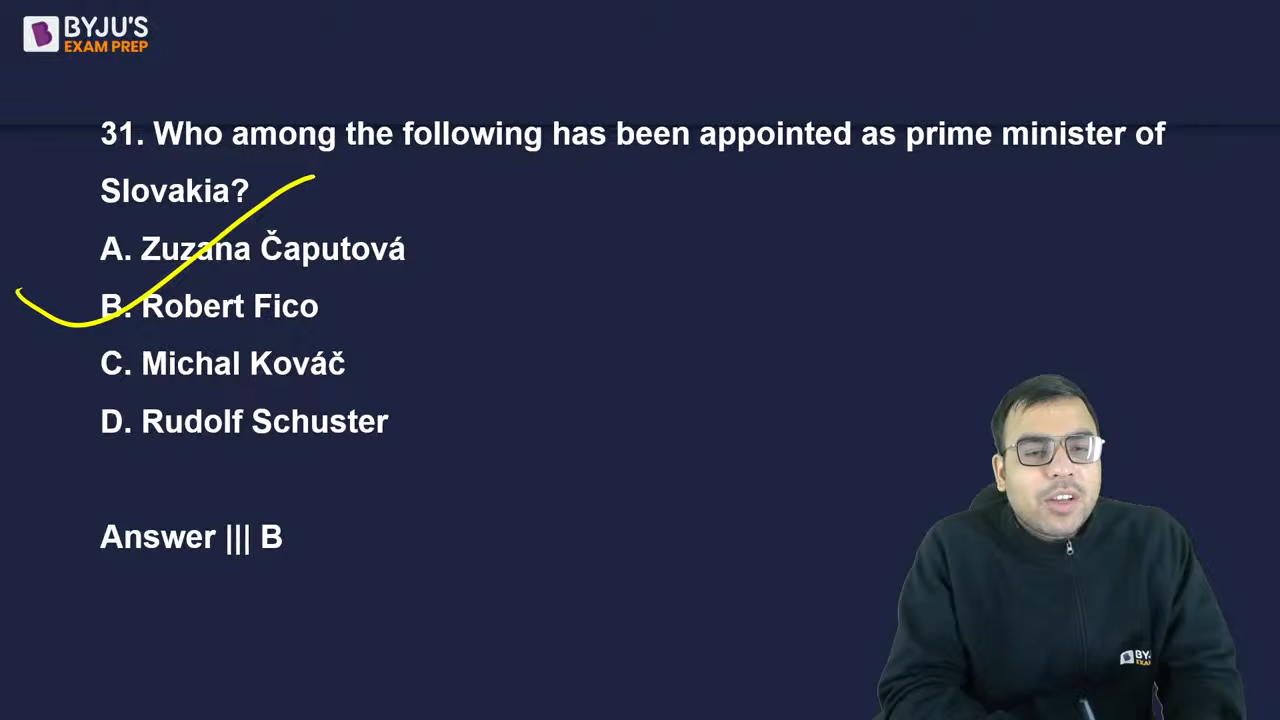 BYJU'S
EXAM PREP
31. Who among the following has been appointed as prime minister of
Slovakia?
A. Zuzana Čaputová
B. Robert Fico
C. Michal Kováč
D. Rudolf Schuster
Answer ||| B